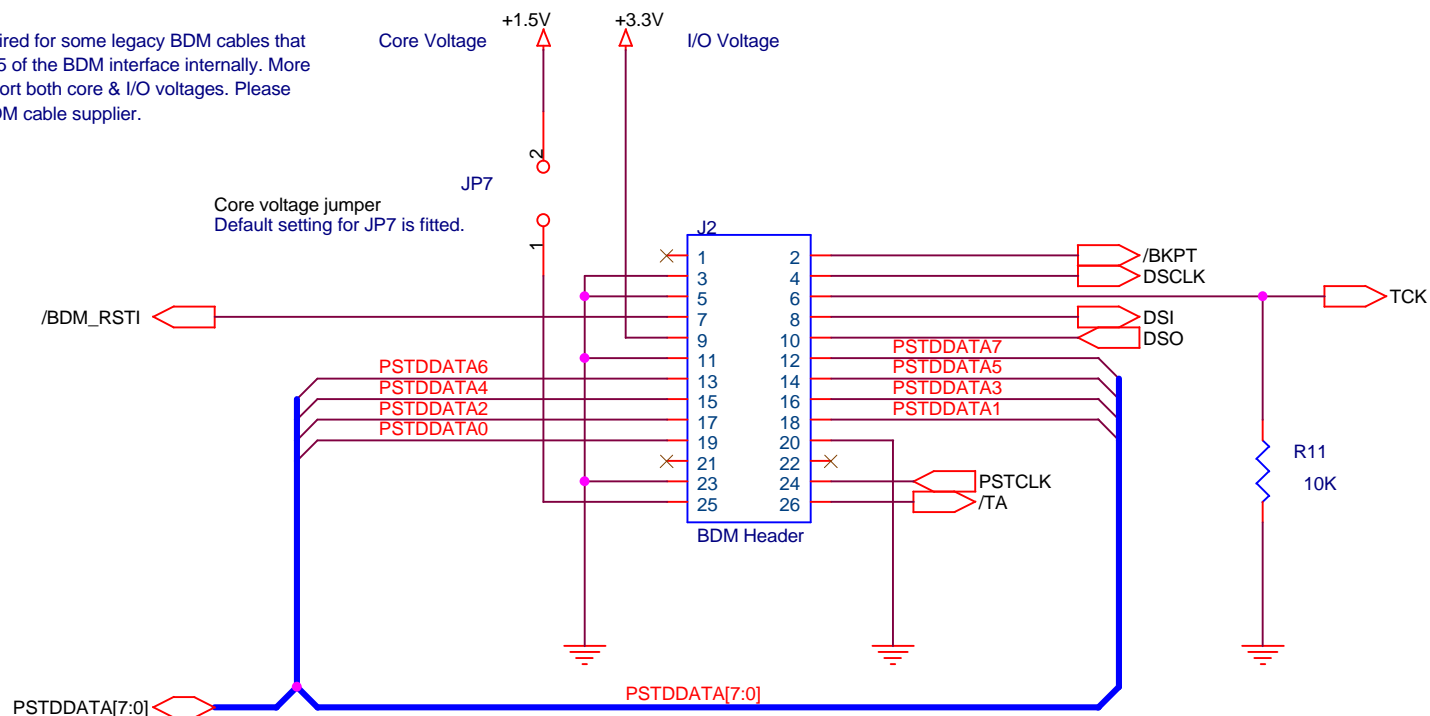 +1.5V
+3.3V
ired for some legacy BDM cables that
Core Voltage
I/O Voltage
5 of the BDM interface internally. More
ort both core & I/O voltages. Please
DM cable supplier.
2
JP7
Core voltage jumper
Default setting for JP7 is fitted.
1
J2
1 2 /BKPT
3 4 DSCLK
5 6 TCK
/BDM_RSTI 7 8 DSI
9 10 DSO
11 12 PSTDDATA7
PSTDDATA6 13 14 PSTDDATA5
PSTDDATA4 15 16 PSTDDATA3
PSTDDATA2 17 18 PSTDDATA1
PSTDDATA0 19 20
21 22
23 24 PSTCLK
25 26 /TA
BDM Header
R11
10K
PSTDDATA[7:0]
PSTDDATA[7:0]